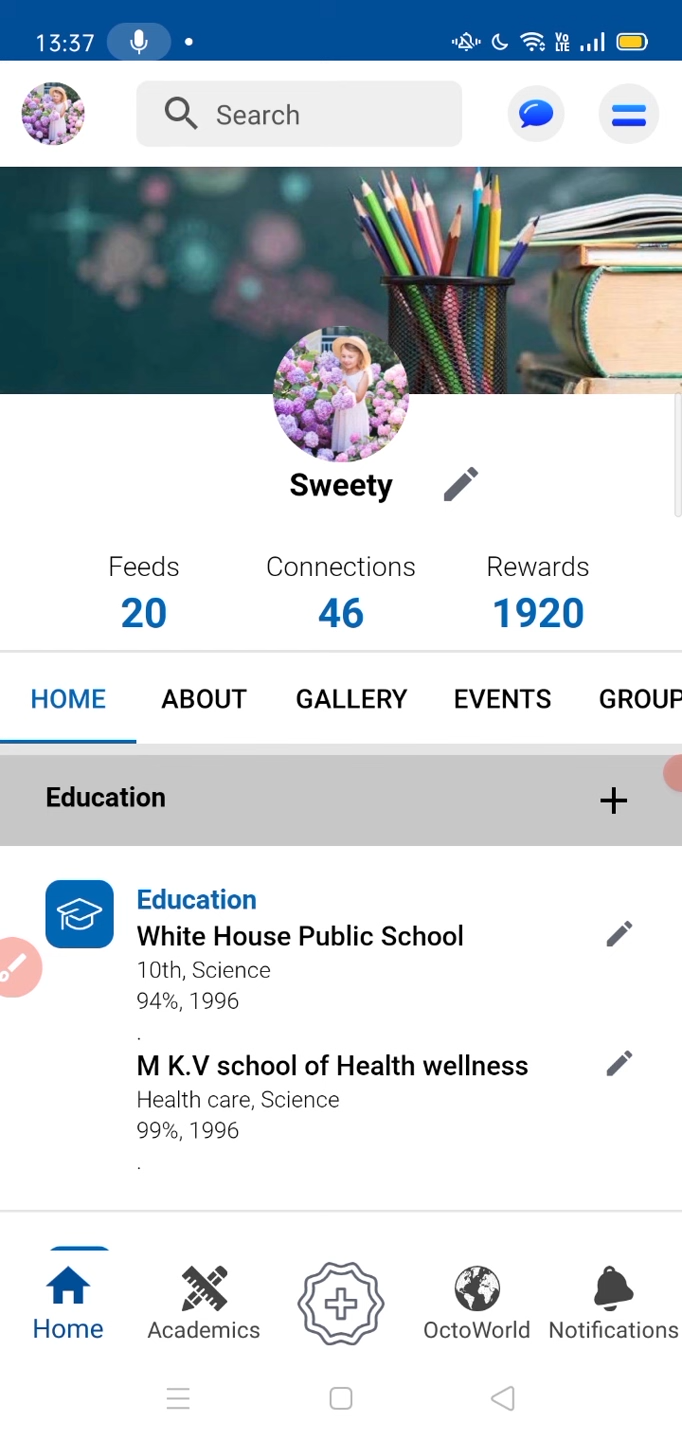 13:37
VO
LTE
Search
Sweety
Feeds
Connections
Rewards
20
46
1920
HOME
ABOUT
GALLERY
EVENTS
GROUP
Education
Education
White House Public School
10th, Science
94%, 1996
.
M K.V school of Health wellness
Health care, Science
99%, 1996
.
Home
Academics
OctoWorld
Notifications